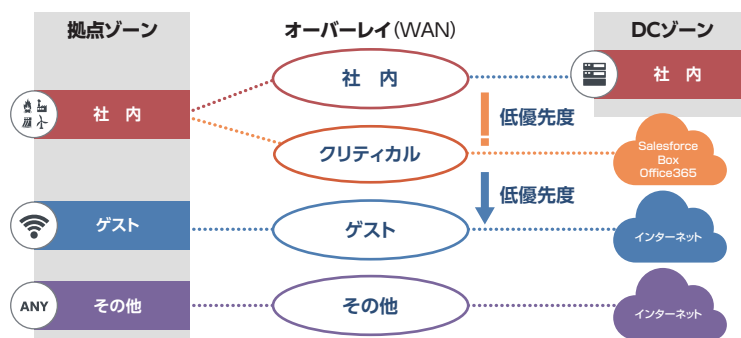 拠点ゾーン
オーバーレイ(WAN)
DCゾーン
社 内
社 内
社 内
低優先度
クリティカル
Salesforce
Box
Office365
低優先度
ゲスト
ゲスト
インターネット
ANY
その他
その他
インターネット